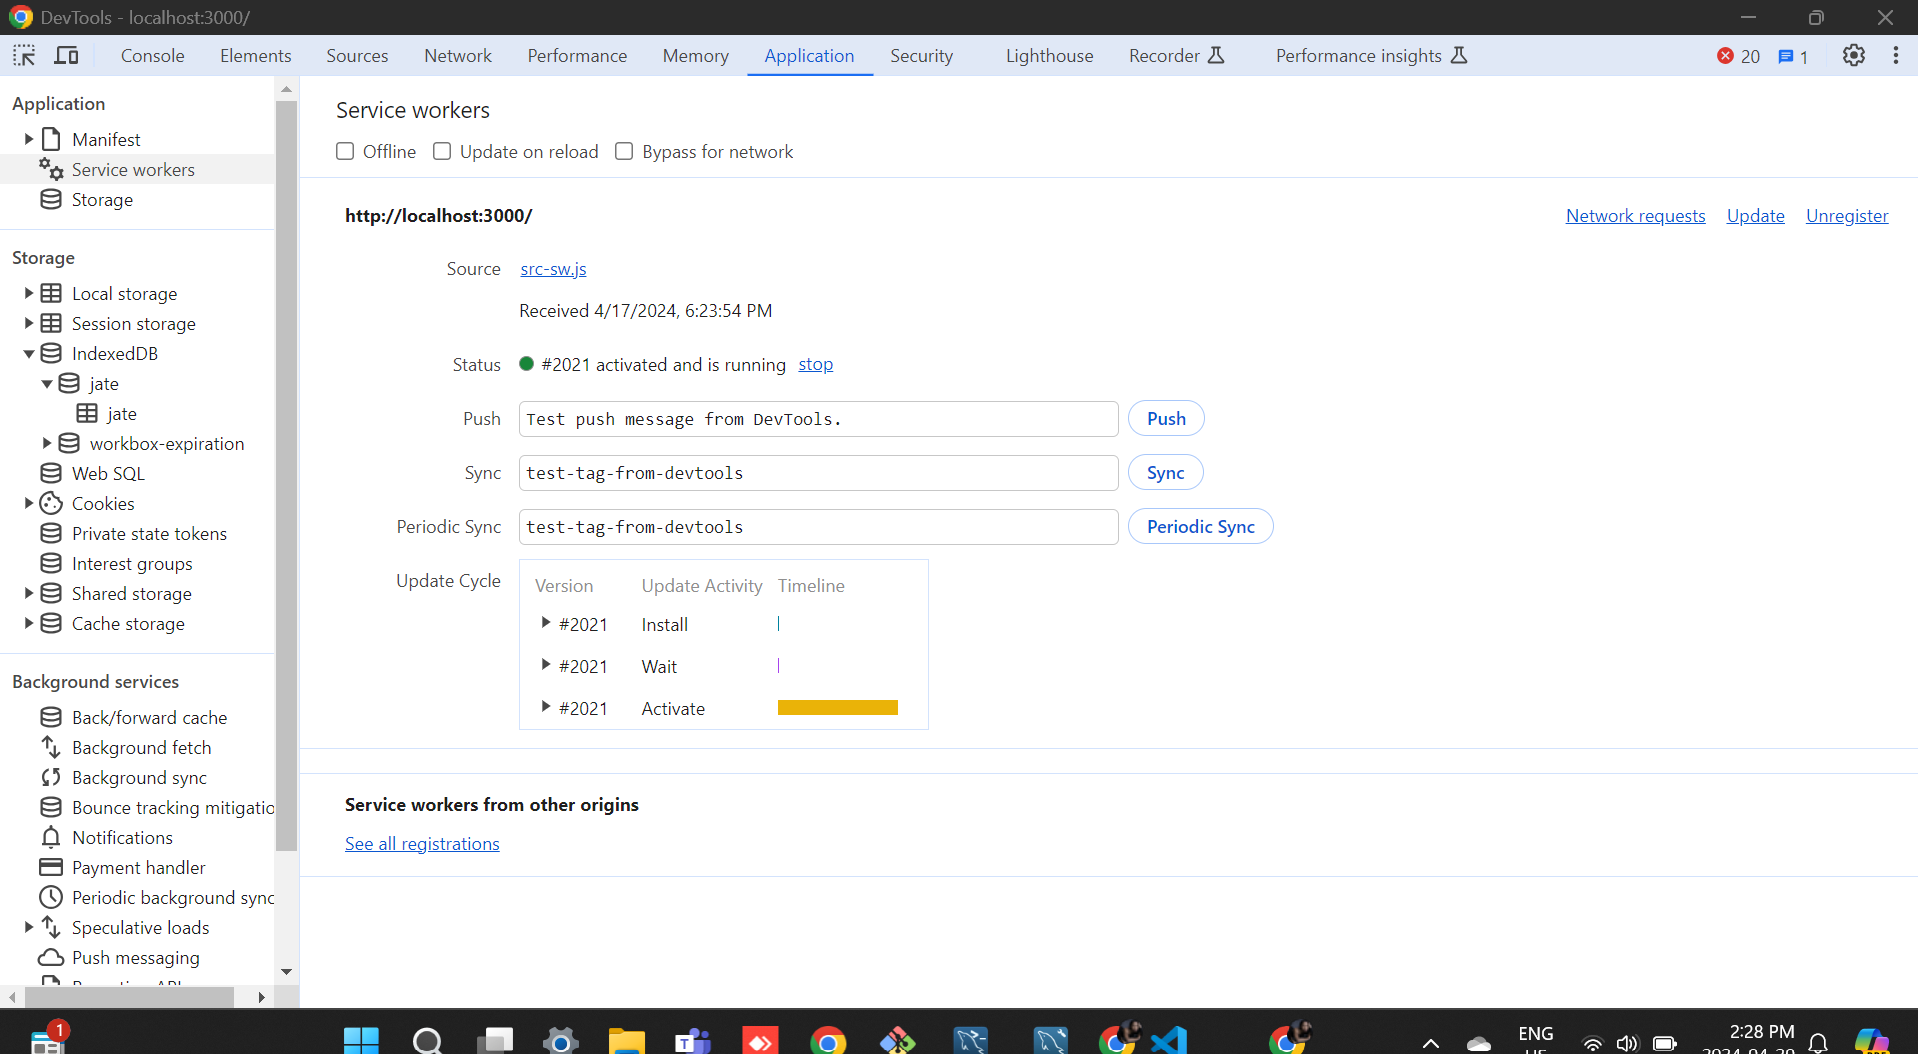 DevTools - localhost:3000/
Console Elements Sources Network Performance Memory Application Security Lighthouse Recorder Performance insights 20 1
Application
Manifest
Service workers
Storage
Storage
Local storage
Session storage
IndexedDB
jate
jate
workbox-expiration
Web SQL
Cookies
Private state tokens
Interest groups
Shared storage
Cache storage
Background services
Back/forward cache
Background fetch
Background sync
Bounce tracking mitigatio
Notifications
Payment handler
Periodic background sync
Speculative loads
Push messaging
Service workers
Offline Update on reload Bypass for network
http://localhost:3000/ Network requests Update Unregister
Source src-sw.js
Received 4/17/2024, 6:23:54 PM
Status #2021 activated and is running stop
Push Test push message from DevTools. Push
Sync test-tag-from-devtools Sync
Periodic Sync test-tag-from-devtools Periodic Sync
Update Cycle Version Update Activity Timeline
#2021 Install
#2021 Wait
#2021 Activate
Service workers from other origins
See all registrations
1
ENG
2:28 PM